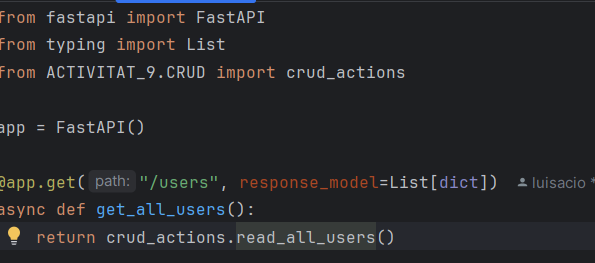 from fastapi import FastAPI
from typing import List
from ACTIVITAT_9.CRUD import crud_actions
app = FastAPI()
@app.get( path: "/users", response_model=List[dict]) luisacio *
async def get_all_users():
return crud_actions.read_all_users()